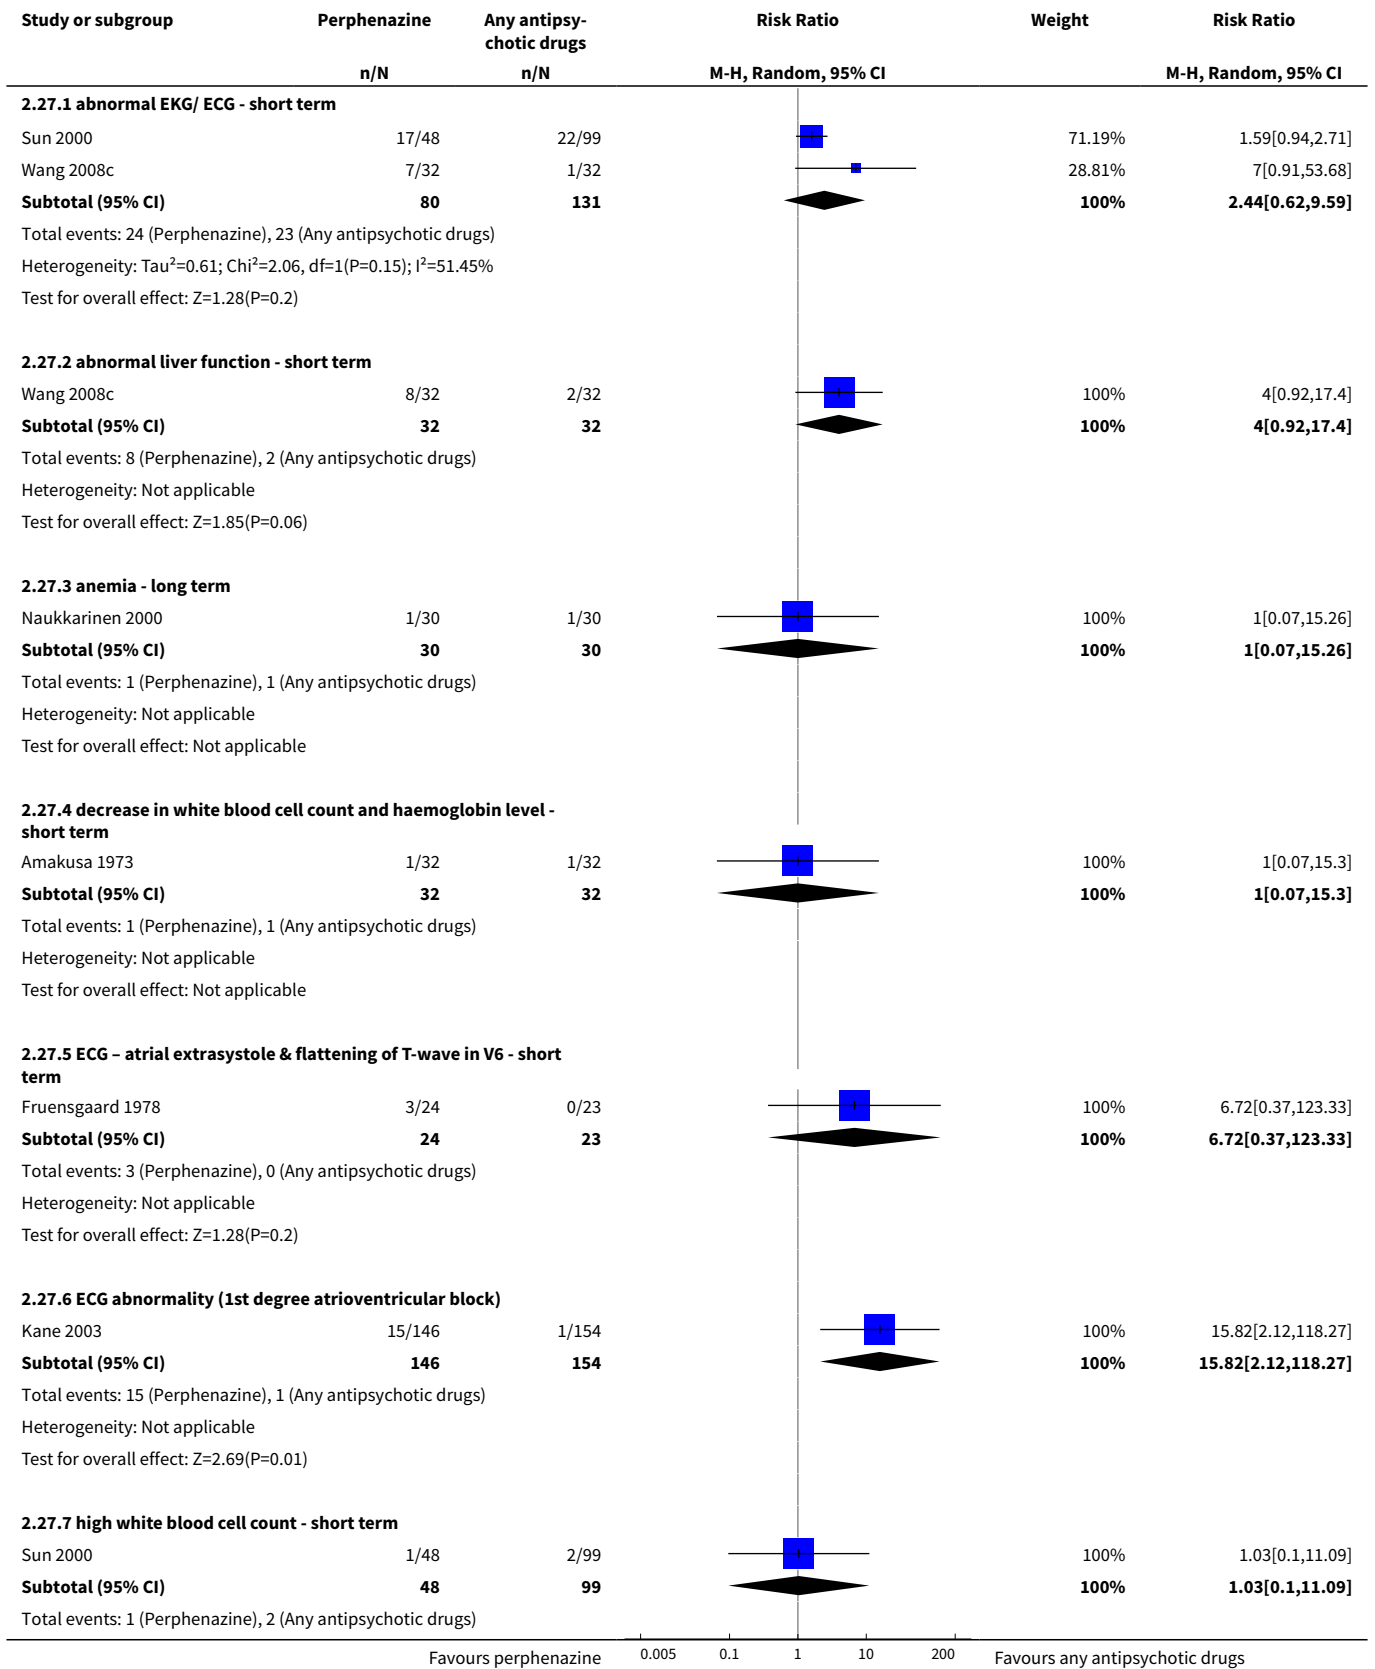 Study or subgroup Perphenazine Any antipsy- Risk Ratio Weight Risk Ratio
chotic drugs
n/N n/N M-H, Random, 95% CI M-H, Random, 95% CI
2.27.1 abnormal EKG/ ECG - short term
Sun 2000 17/48 22/99 71.19% 1.59[0.94,2.71]
Wang 2008c 7/32 1/32 28.81% 7[0.91,53.68]
Subtotal (95% CI) 80 131 100% 2.44[0.62,9.59]
Total events: 24 (Perphenazine), 23 (Any antipsychotic drugs)
Heterogeneity: Tau²=0.61; Chi²=2.06, df=1(P=0.15); I²=51.45%
Test for overall effect: Z=1.28(P=0.2)
2.27.2 abnormal liver function - short term
Wang 2008c 8/32 2/32 100% 4[0.92,17.4]
Subtotal (95% CI) 32 32 100% 4[0.92,17.4]
Total events: 8 (Perphenazine), 2 (Any antipsychotic drugs)
Heterogeneity: Not applicable
Test for overall effect: Z=1.85(P=0.06)
2.27.3 anemia - long term
Naukkarinen 2000 1/30 1/30 100% 1[0.07,15.26]
Subtotal (95% CI) 30 30 100% 1[0.07,15.26]
Total events: 1 (Perphenazine), 1 (Any antipsychotic drugs)
Heterogeneity: Not applicable
Test for overall effect: Not applicable
2.27.4 decrease in white blood cell count and haemoglobin level -
short term
Amakusa 1973 1/32 1/32 100% 1[0.07,15.3]
Subtotal (95% CI) 32 32 100% 1[0.07,15.3]
Total events: 1 (Perphenazine), 1 (Any antipsychotic drugs)
Heterogeneity: Not applicable
Test for overall effect: Not applicable
2.27.5 ECG – atrial extrasystole & flattening of T-wave in V6 - short
term
Fruensgaard 1978 3/24 0/23 100% 6.72[0.37,123.33]
Subtotal (95% CI) 24 23 100% 6.72[0.37,123.33]
Total events: 3 (Perphenazine), 0 (Any antipsychotic drugs)
Heterogeneity: Not applicable
Test for overall effect: Z=1.28(P=0.2)
2.27.6 ECG abnormality (1st degree atrioventricular block)
Kane 2003 15/146 1/154 100% 15.82[2.12,118.27]
Subtotal (95% CI) 146 154 100% 15.82[2.12,118.27]
Total events: 15 (Perphenazine), 1 (Any antipsychotic drugs)
Heterogeneity: Not applicable
Test for overall effect: Z=2.69(P=0.01)
2.27.7 high white blood cell count - short term
Sun 2000 1/48 2/99 100% 1.03[0.1,11.09]
Subtotal (95% CI) 48 99 100% 1.03[0.1,11.09]
Total events: 1 (Perphenazine), 2 (Any antipsychotic drugs)
Favours perphenazine 0.005 0.1 1 10 200 Favours any antipsychotic drugs